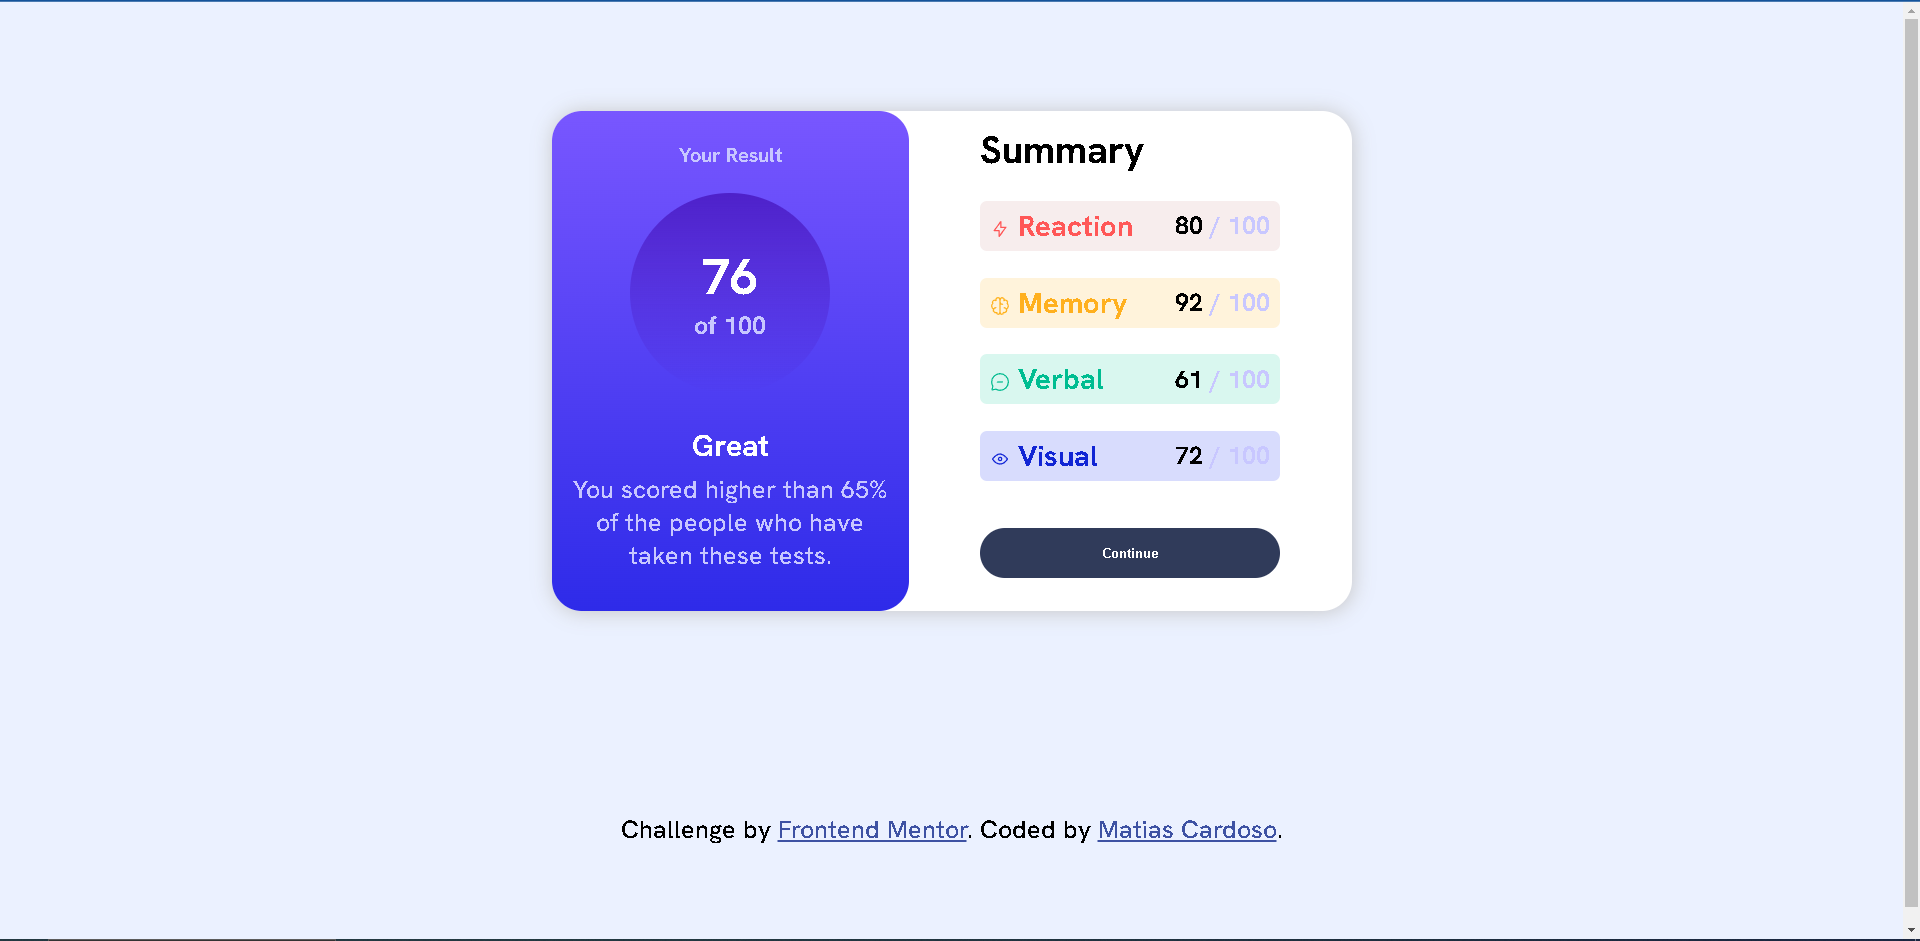 Your Result
76
of 100
Great
You scored higher than 65%
of the people who have
taken these tests.
Summary
Reaction 80 / 100
Memory 92 / 100
Verbal 61 / 100
Visual 72 / 100
Continue
Challenge by Frontend Mentor. Coded by Matias Cardoso.